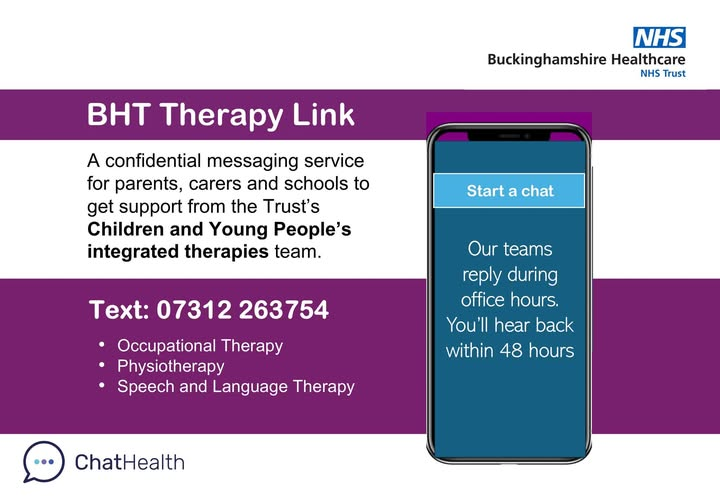 NHS
Buckinghamshire Healthcare
NHS Trust
BHT Therapy Link
A confidential messaging service
for parents, carers and schools to
get support from the Trust's
Children and Young People's
integrated therapies team.
Text: 07312 263754
• Occupational Therapy
• Physiotherapy
• Speech and Language Therapy
Start a chat
Our teams
reply during
office hours.
You'll hear back
within 48 hours
ChatHealth